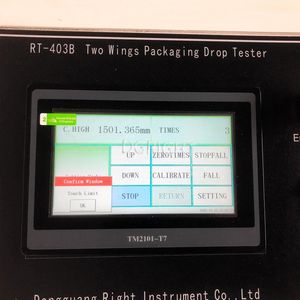 RT-403B Two Wings Packaging Drop Tester
C.HIGH 1501.365mm TIMES 3
UP ZEROTIMES STOPFALL
DOWN CALIBRATE FALL
Confirm Window
Touch Limit
STOP RETURN SETTING
OK
DGRIGHT
TM2101-T7
Dongguang Right Instrument Co., Ltd